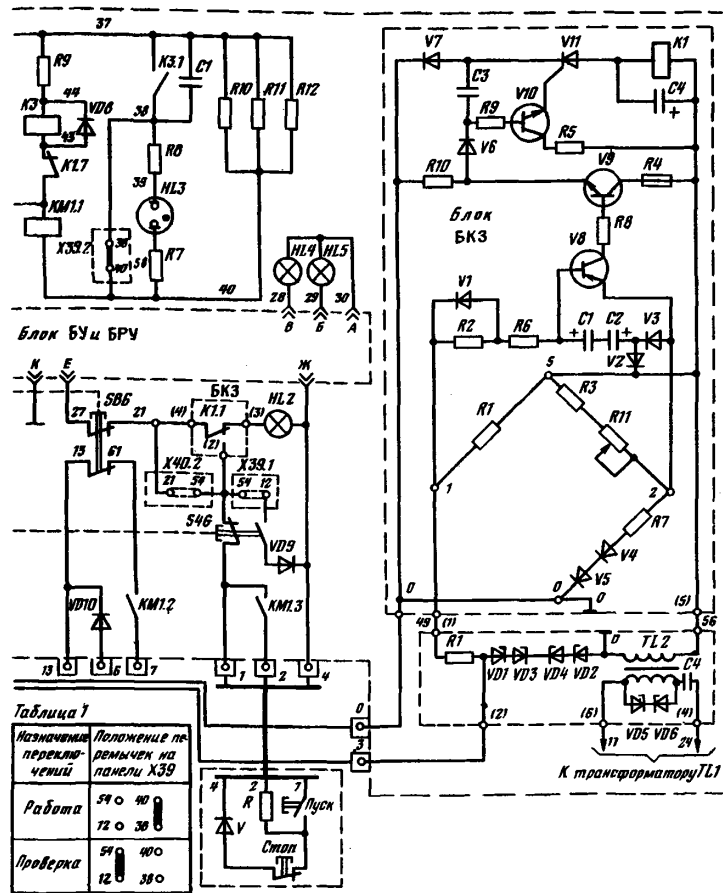 37
R9
44
K3
VD8
43
K1.7
KM1.1
K3.1
C1
38
R8
39
HL3
X39.2
38
40
58
R7
R10
R11
R12
40
HL4
HL5
28
29
30
В
Б
А
Блок БУ и БРУ
К
Е
Ж
SB6
27
21
15
61
БКЗ
(4)
K1.1
(3)
HL2
(2)
X40.2
21
54
X39.1
54
12
S46
VD9
VD10
KM1.2
KM1.3
13
6
7
1
2
4
0
3
V7
V11
K1
C3
C4
+
V10
R9
V6
R5
R10
V9
R4
Блок
БКЗ
R8
V8
V1
R2
R6
+
C1
C2
+
V3
V2
5
R3
R1
R11
1
2
R7
V4
V5
0
0
0
49
(1)
(5)
56
R1
VD1
VD3
VD4
VD2
0
TL2
C4
(2)
(6)
VD5
VD6
(4)
11
24
К трансформатору TL1
Таблица 1
Назначение переключений
Положение перемычек на панели X39
Работа
54
40
12
38
Проверка
54
40
12
38
4
2
1
R
V
Пуск
Стоп